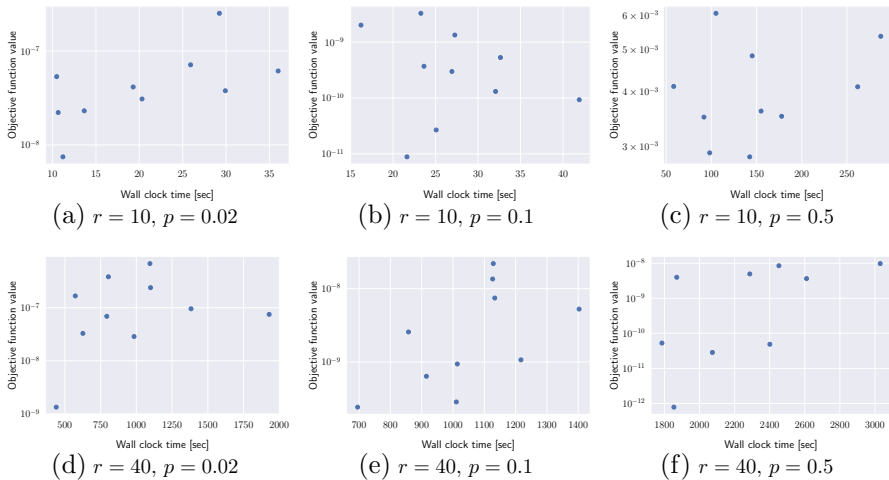 Objective function value
10⁻⁷
10⁻⁸
10 15 20 25 30 35
Wall clock time [sec]
(a) r = 10, p = 0.02
Objective function value
10⁻⁹
10⁻¹⁰
10⁻¹¹
15 20 25 30 35 40
Wall clock time [sec]
(b) r = 10, p = 0.1
Objective function value
6 × 10⁻³
5 × 10⁻³
4 × 10⁻³
3 × 10⁻³
50 100 150 200 250
Wall clock time [sec]
(c) r = 10, p = 0.5
Objective function value
10⁻⁷
10⁻⁸
10⁻⁹
500 750 1000 1250 1500 1750 2000
Wall clock time [sec]
(d) r = 40, p = 0.02
Objective function value
10⁻⁸
10⁻⁹
700 800 900 1000 1100 1200 1300 1400
Wall clock time [sec]
(e) r = 40, p = 0.1
Objective function value
10⁻⁸
10⁻⁹
10⁻¹⁰
10⁻¹¹
10⁻¹²
1800 2000 2200 2400 2600 2800 3000
Wall clock time [sec]
(f) r = 40, p = 0.5